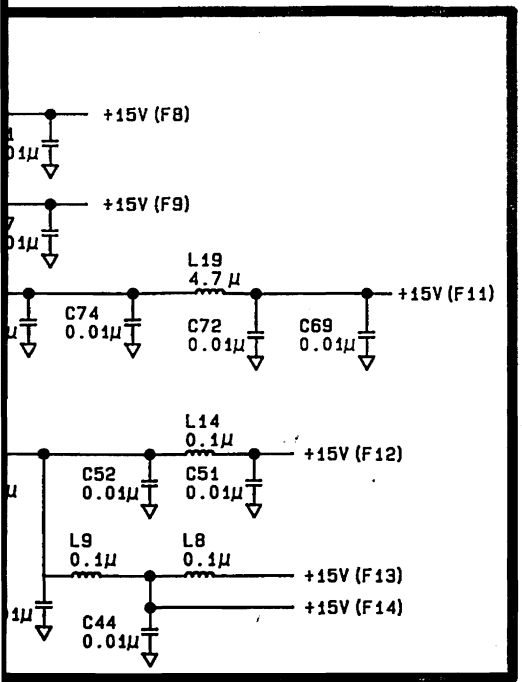 +15V (F8)
+15V (F9)
L19
4.7 µ
+15V (F11)
C74
0.01µ
C72
0.01µ
C69
0.01µ
L14
0.1µ
+15V (F12)
C52
0.01µ
C51
0.01µ
L9
0.1µ
L8
0.1µ
+15V (F13)
+15V (F14)
C44
0.01µ